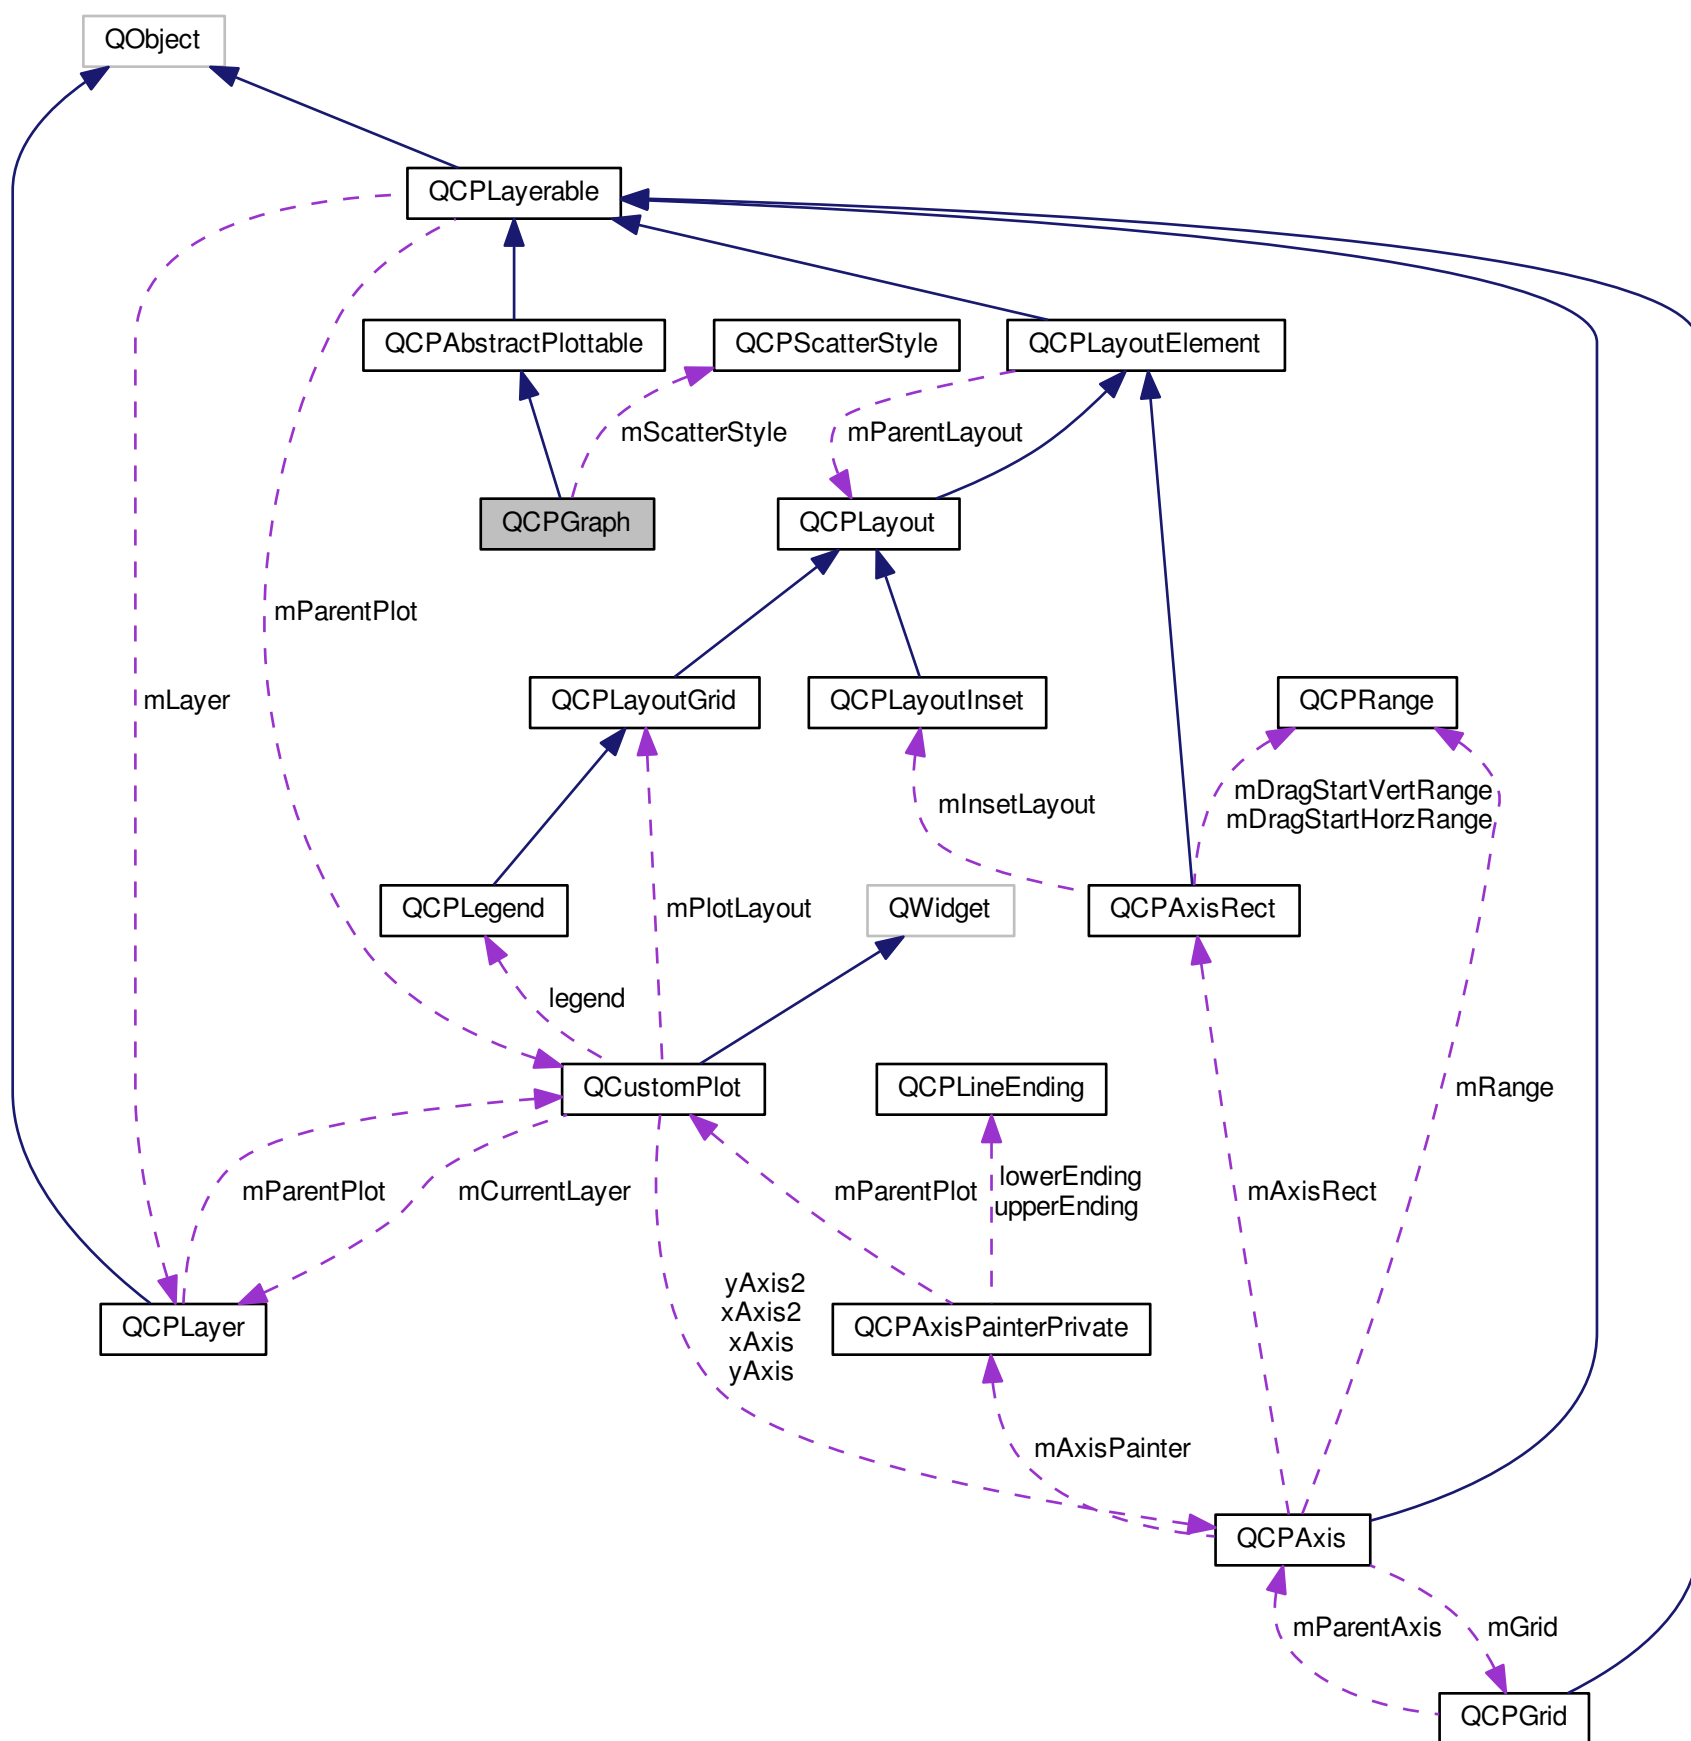 QObject
QCPLayerable
QCPAbstractPlottable
QCPScatterStyle
QCPLayoutElement
mScatterStyle
mParentLayout
QCPGraph
QCPLayout
mParentPlot
mLayer
QCPLayoutGrid
QCPLayoutInset
QCPRange
mDragStartVertRange
mDragStartHorzRange
mInsetLayout
QCPLegend
mPlotLayout
QWidget
QCPAxisRect
legend
QCustomPlot
QCPLineEnding
mRange
mParentPlot
mCurrentLayer
mParentPlot
lowerEnding
upperEnding
mAxisRect
yAxis2
xAxis2
xAxis
yAxis
QCPLayer
QCPAxisPainterPrivate
mAxisPainter
QCPAxis
mParentAxis
mGrid
QCPGrid